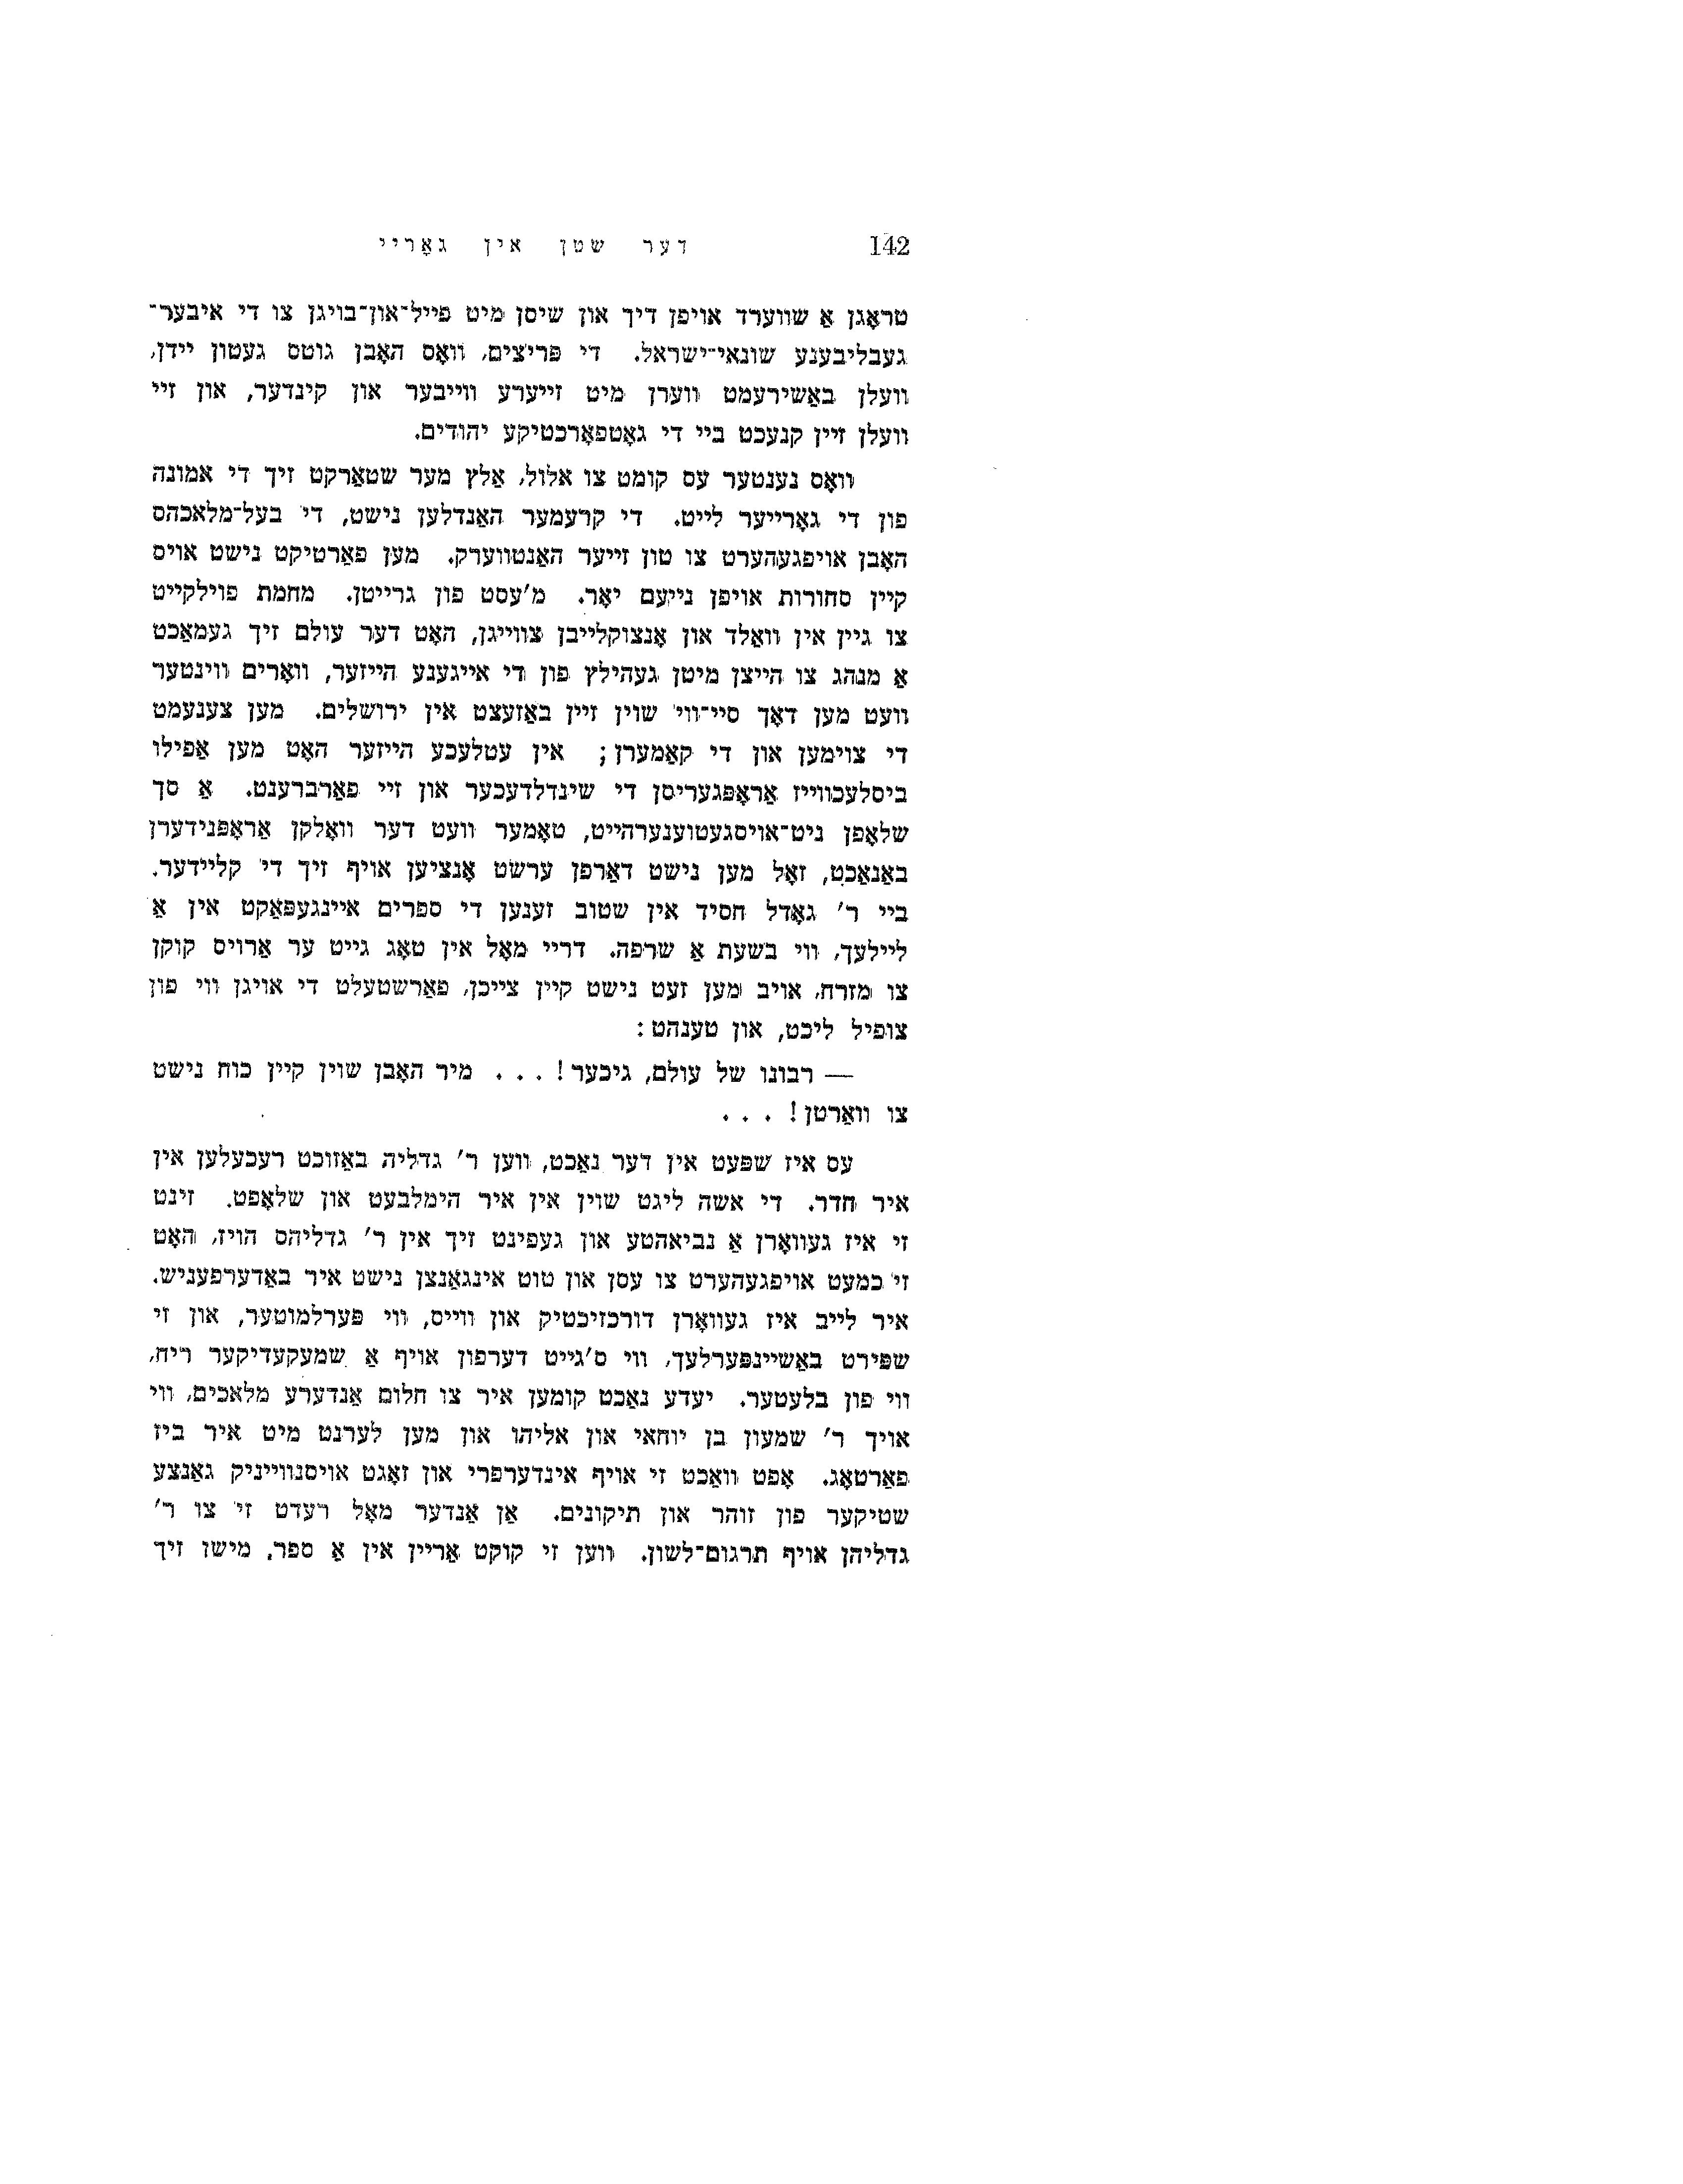 142 דער שטן אין גאָריי
טראָגן אַ שווערד אויפן דיך און שיסן מיט פייל־און־בויגן צו די איבער־
געבליבענע שונאי־ישראל. די פּריצים, וואָס האָבן גוטס געטון יידן,
וועלן באַשירעמט ווערן מיט זייערע ווייבער און קינדער, און זיי
וועלן זיין קנעכט ביי די גאָטפאָרכטיקע יהודים.
וואָס נענטער עס קומט צו אלול, אַלץ מער שטאַרקט זיך די אמונה
פון די גאָרייער לייט. די קרעמער האַנדלען נישט, די בעל־מלאכהס
האָבן אויפגעהערט צו טון זייער האַנטווערק. מען פאַרטיקט נישט אויס
קיין סחורות אויפן נייעם יאָר. מ'עסט פון גרייטן. מחמת פוילקייט
צו גיין אין וואַלד און אָנצוקלייבן צווייגן, האָט דער עולם זיך געמאַכט
אַ מנהג צו הייצן מיטן געהילץ פון די אייגענע הייזער, וואָרים ווינטער
וועט מען דאָך סיי־ווי שוין זיין באַזעצט אין ירושלים. מען צענעמט
די צוימען און די קאַמערן; אין עטלעכע הייזער האָט מען אַפילו
ביסלעכווייז אַראָפּגעריסן די שינדלדעכער און זיי פאַרברענט. אַ סך
שלאָפן ניט־אויסגעטוענערהייט, טאָמער וועט דער וואָלקן אַראָפּנידערן
באַנאַכט, זאָל מען נישט דאַרפן ערשט אָנציען אויף זיך די קליידער.
ביי ר' גאָדל חסיד אין שטוב זענען די ספרים איינגעפּאַקט אין אַ
ליילעך, ווי בשעת אַ שרפה. דריי מאָל אין טאָג גייט ער אַרויס קוקן
צו מזרח, אויב מען זעט נישט קיין צייכן, פאַרשטעלט די אויגן ווי פון
צופיל ליכט, און טענהט:
— רבונו של עולם, גיכער! . . . מיר האָבן שוין קיין כוח נישט
צו וואַרטן! . . .
עס איז שפּעט אין דער נאַכט, ווען ר' גדליה באַזוכט רעכעלען אין
איר חדר. די אשה ליגט שוין אין איר הימלבעט און שלאָפט. זינט
זי איז געוואָרן אַ נביאהטע און געפינט זיך אין ר' גדליהס הויז, האָט
זי כמעט אויפגעהערט צו עסן און טוט אינגאַנצן נישט איר באַדערפעניש.
איר לייב איז געוואָרן דורכזיכטיק און ווייס, ווי פּערלמוטער, און זי
שפּירט באַשיינפּערלעך, ווי ס'גייט דערפון אויף אַ שמעקעדיקער ריח,
ווי פון בלעטער. יעדע נאַכט קומען איר צו חלום אַנדערע מלאכים, ווי
אויך ר' שמעון בן יוחאי און אליהו און מען לערנט מיט איר ביז
פאַרטאָג. אָפט וואַכט זי אויף אינדערפרי און זאָגט אויסנווייניק גאַנצע
שטיקער פון זוהר און תיקונים. אַן אַנדער מאָל רעדט זי צו ר'
גדליהן אויף תרגום־לשון. ווען זי קוקט אַריין אין אַ ספר, מישן זיך